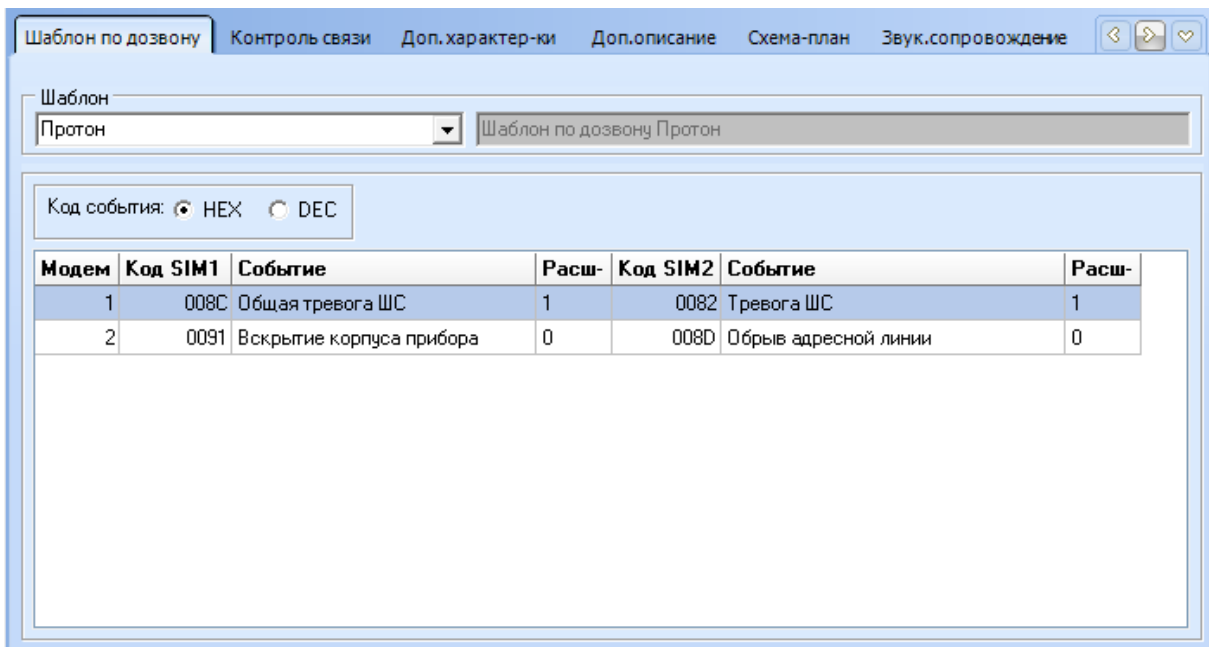 Шаблон по дозвону Контроль связи Доп.характер-ки Доп.описание Схема-план Звук.сопровождение
Шаблон
Протон Шаблон по дозвону Протон
Код события: HEX DEC
Модем Код SIM1 Событие Расш- Код SIM2 Событие Расш-
1 008C Общая тревога ШС 1 0082 Тревога ШС 1
2 0091 Вскрытие корпуса прибора 0 008D Обрыв адресной линии 0